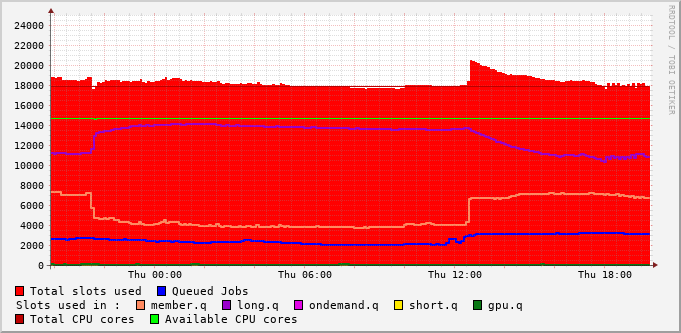 RRDTOOL / TOBI OETIKER
24000
22000
20000
18000
16000
14000
12000
10000
8000
6000
4000
2000
0
Thu 00:00 Thu 06:00 Thu 12:00 Thu 18:00
Total slots used Queued Jobs
Slots used in : member.q long.q ondemand.q short.q gpu.q
Total CPU cores Available CPU cores